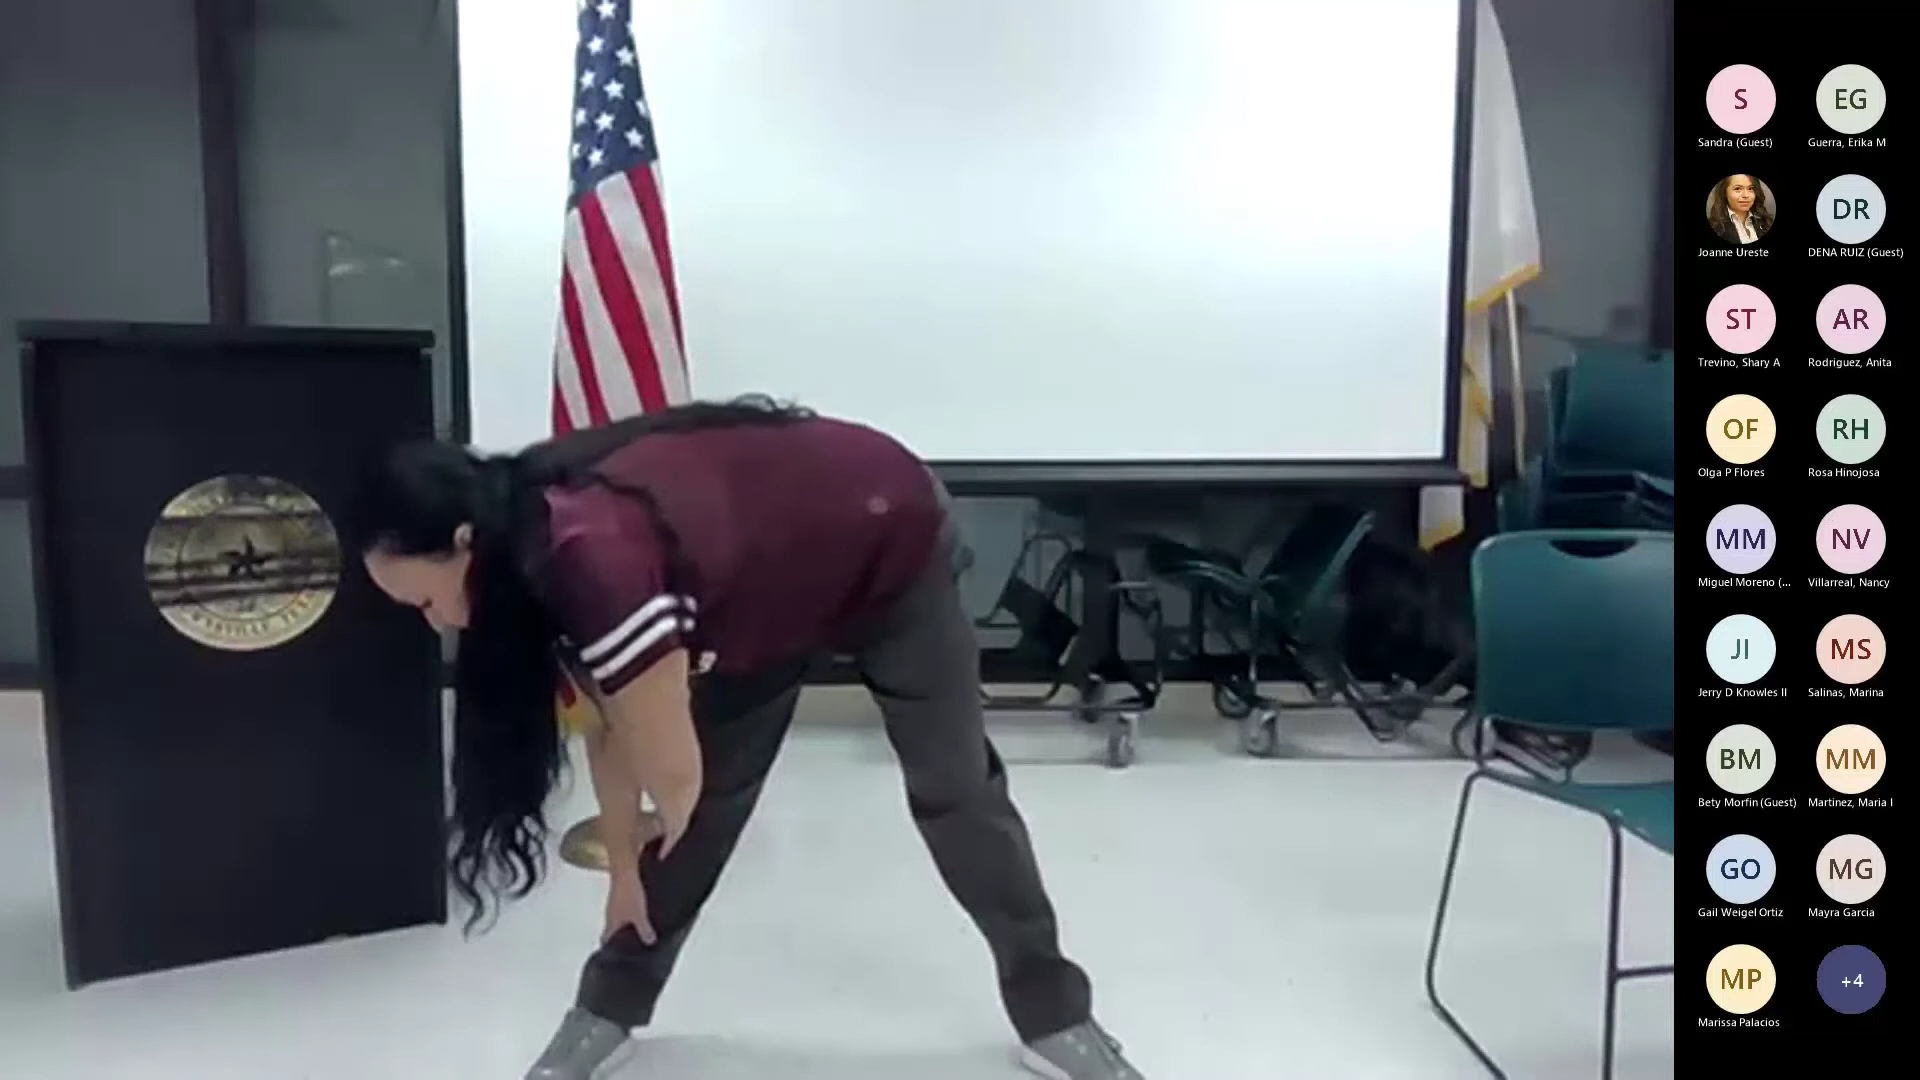 S
EG
Sandra (Guest)
Guerra, Erika M
DR
Joanne Ureste
DENA RUIZ (Guest)
ST
AR
Trevino, Shary A
Rodriguez, Anita
OF
RH
Olga P Flores
Rosa Hinojosa
MM
NV
Miguel Moreno (...
Villarreal, Nancy
JI
MS
Jerry D Knowles II
Salinas, Marina
BM
MM
Bety Morfin (Guest)
Martinez, Maria I
GO
MG
Gail Weigel Ortiz
Mayra Garcia
MP
+4
Marissa Palacios